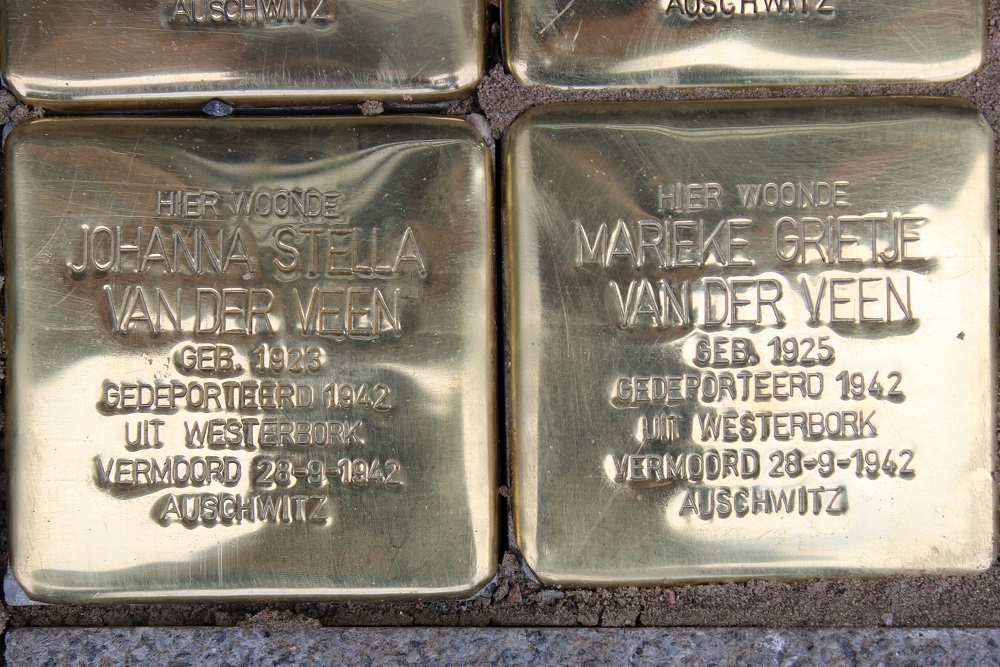 AUSCHWITZ
AUSCHWITZ
HIER WOONDE
JOHANNA STELLA
VAN DER VEEN
GEB. 1923
GEDEPORTEERD 1942
UIT WESTERBORK
VERMOORD 28-9-1942
AUSCHWITZ
HIER WOONDE
MARIEKE GRIETJE
VAN DER VEEN
GEB. 1925
GEDEPORTEERD 1942
UIT WESTERBORK
VERMOORD 28-9-1942
AUSCHWITZ